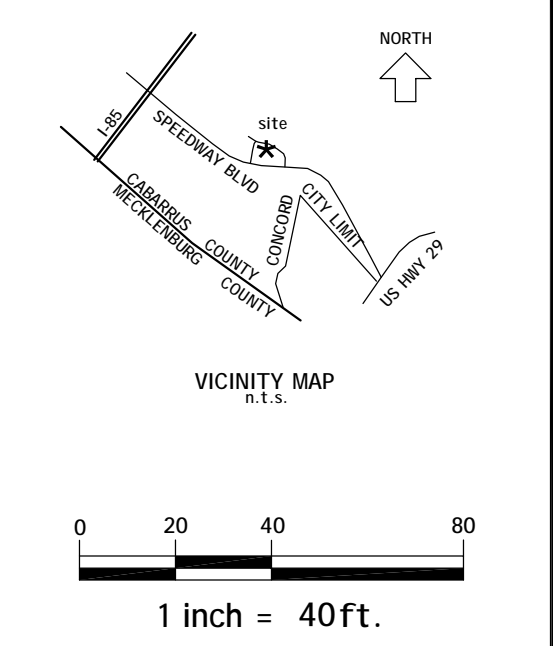 NORTH
I-85
SPEEDWAY BLVD
site
CABARRUS COUNTY
MECKLENBURG COUNTY
CONCORD
CITY LIMIT
US HWY 29
VICINITY MAP
n.t.s.
0 20 40 80
1 inch = 40ft.